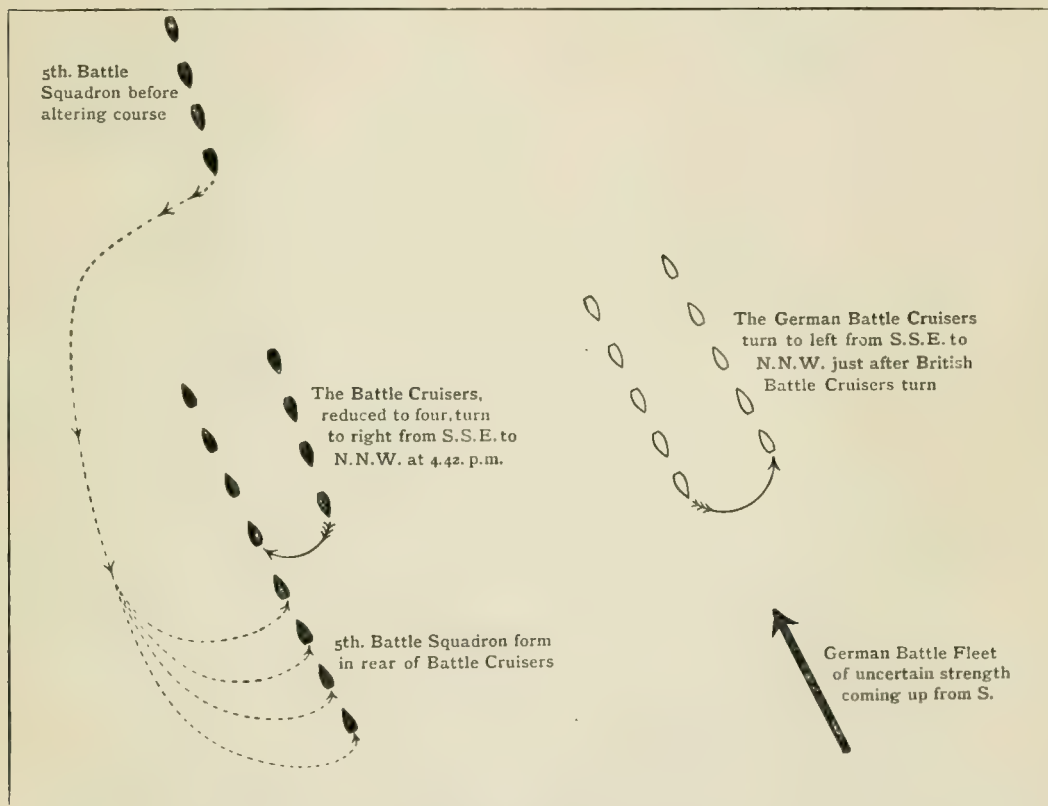 5th. Battle
Squadron before
altering course
The German Battle Cruisers
turn to left from S.S.E. to
N.N.W. just after British
Battle Cruisers turn
The Battle Cruisers,
reduced to four, turn
to right from S.S.E. to
N.N.W. at 4.42. p.m.
5th. Battle Squadron form
in rear of Battle Cruisers
German Battle Fleet
of uncertain strength
coming up from S.